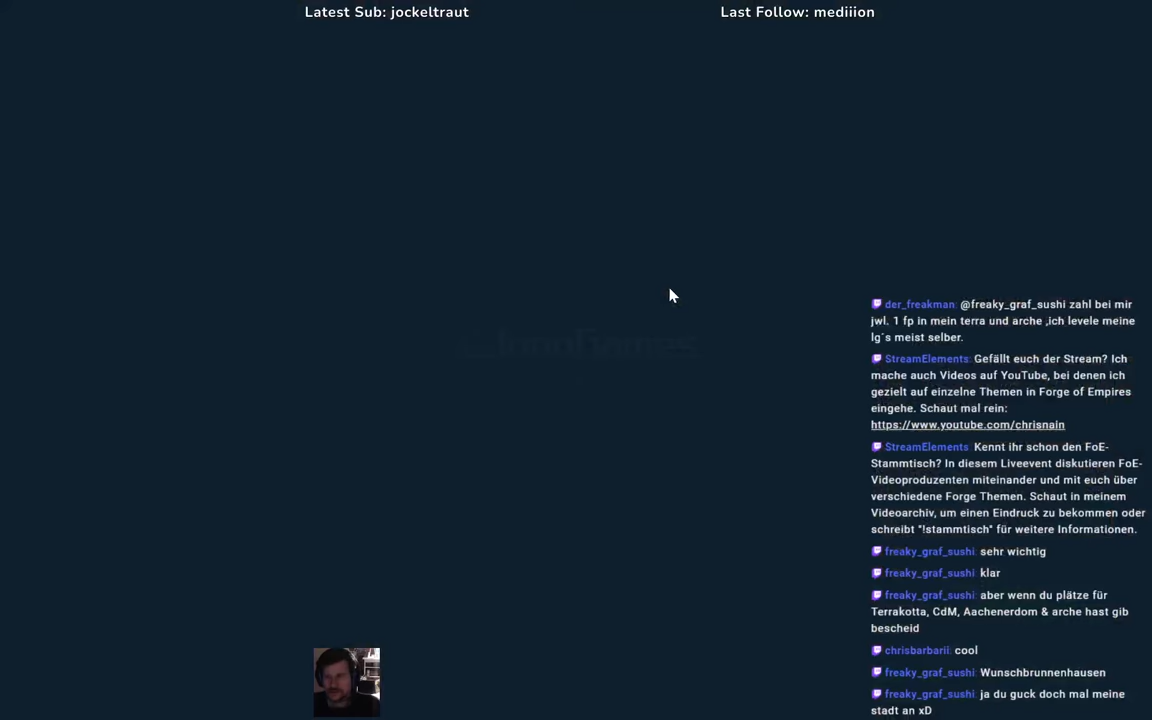 Latest Sub: jockeltraut
Last Follow: mediiion
der_freakman: @freaky_graf_sushi zahl bei mir
jwl. 1 fp in mein terra und arche ,ich levele meine
lg´s meist selber.
StreamElements: Gefällt euch der Stream? Ich
mache auch Videos auf YouTube, bei denen ich
gezielt auf einzelne Themen in Forge of Empires
eingehe. Schaut mal rein:
https://www.youtube.com/chrisnain
StreamElements: Kennt ihr schon den FoE-
Stammtisch? In diesem Liveevent diskutieren FoE-
Videoproduzenten miteinander und mit euch über
verschiedene Forge Themen. Schaut in meinem
Videoarchiv, um einen Eindruck zu bekommen oder
schreibt "!stammtisch" für weitere Informationen.
freaky_graf_sushi: sehr wichtig
freaky_graf_sushi: klar
freaky_graf_sushi: aber wenn du plätze für
Terrakotta, CdM, Aachenerdom & arche hast gib
bescheid
chrisbarbarii: cool
freaky_graf_sushi: Wunschbrunnenhausen
freaky_graf_sushi: ja du guck doch mal meine
stadt an xD